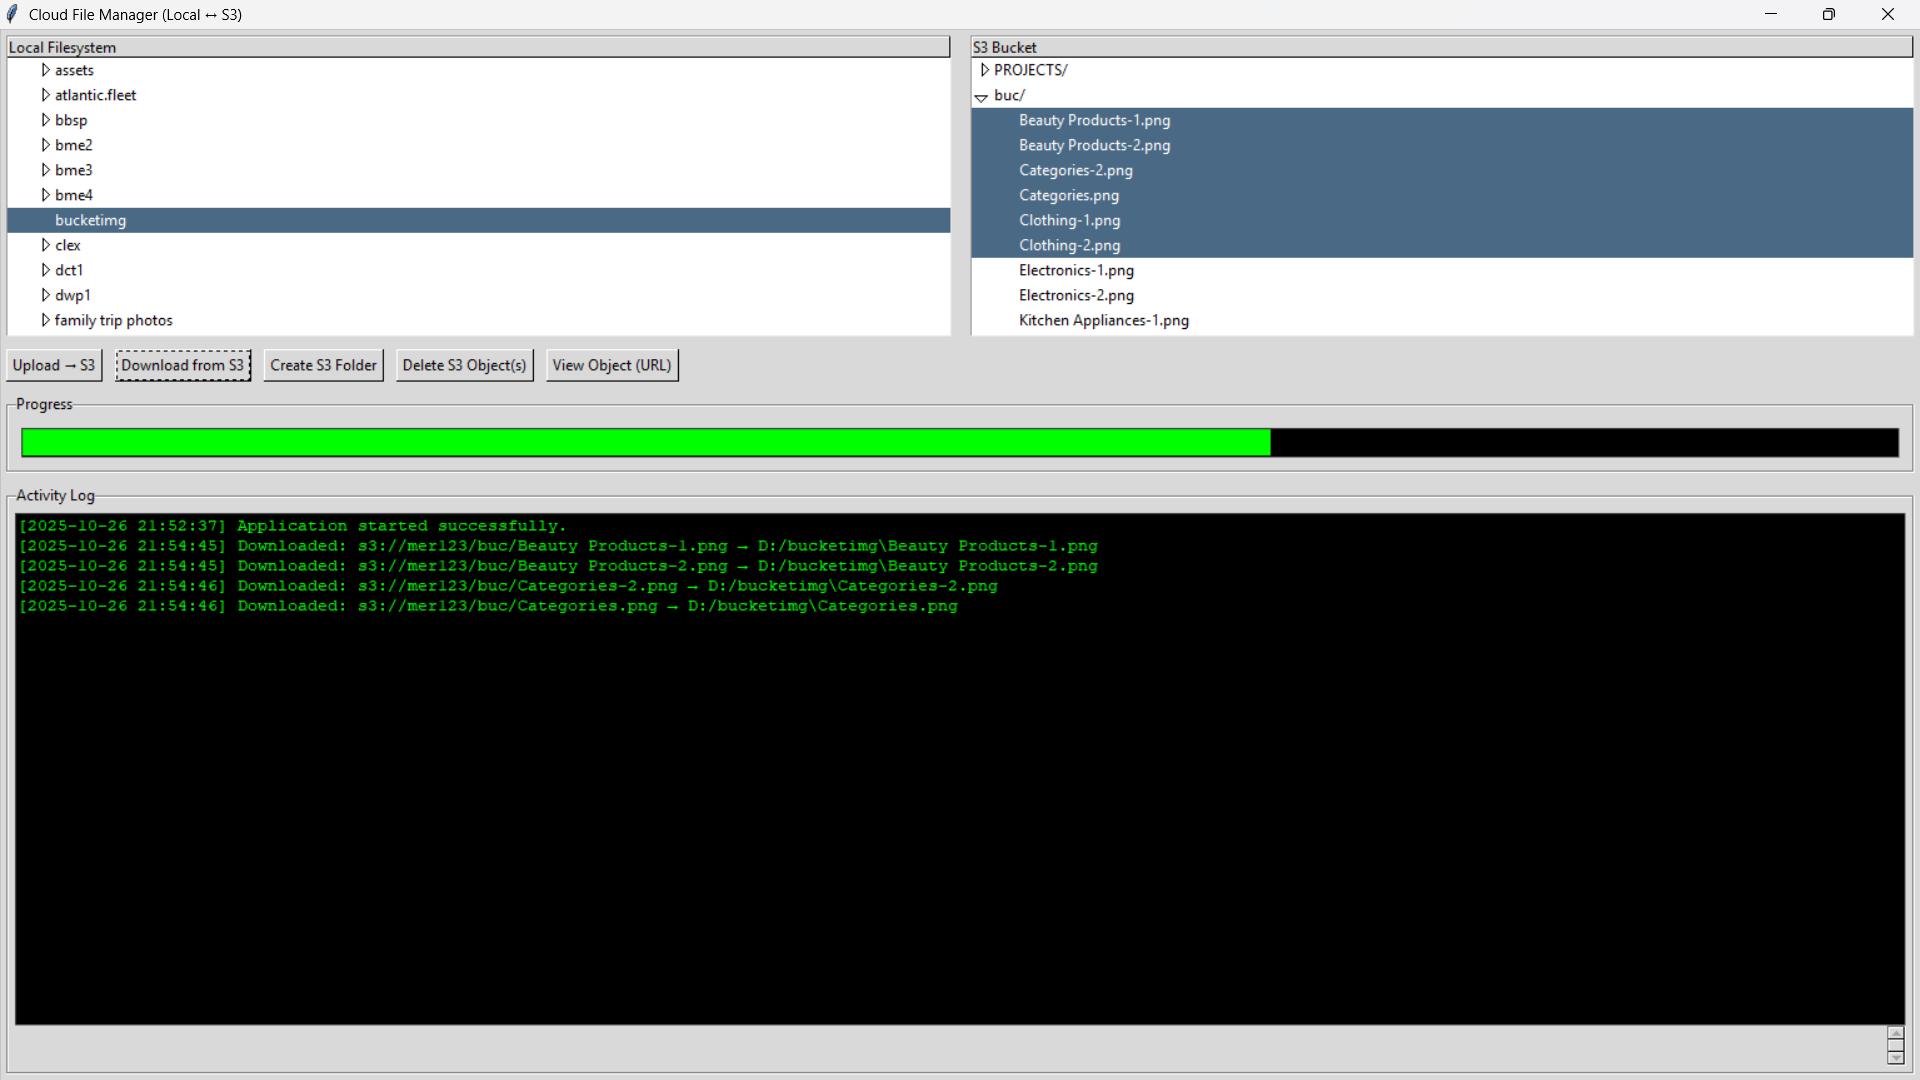 Cloud File Manager (Local ↔ S3)
Local Filesystem
assets
atlantic.fleet
bbsp
bme2
bme3
bme4
bucketimg
clex
dct1
dwp1
family trip photos
S3 Bucket
PROJECTS/
buc/
Beauty Products-1.png
Beauty Products-2.png
Categories-2.png
Categories.png
Clothing-1.png
Clothing-2.png
Electronics-1.png
Electronics-2.png
Kitchen Appliances-1.png
Upload → S3
Download from S3
Create S3 Folder
Delete S3 Object(s)
View Object (URL)
Progress
Activity Log
[2025-10-26 21:52:37] Application started successfully.
[2025-10-26 21:54:45] Downloaded: s3://mer123/buc/Beauty Products-1.png → D:/bucketimg\Beauty Products-1.png
[2025-10-26 21:54:45] Downloaded: s3://mer123/buc/Beauty Products-2.png → D:/bucketimg\Beauty Products-2.png
[2025-10-26 21:54:46] Downloaded: s3://mer123/buc/Categories-2.png → D:/bucketimg\Categories-2.png
[2025-10-26 21:54:46] Downloaded: s3://mer123/buc/Categories.png → D:/bucketimg\Categories.png